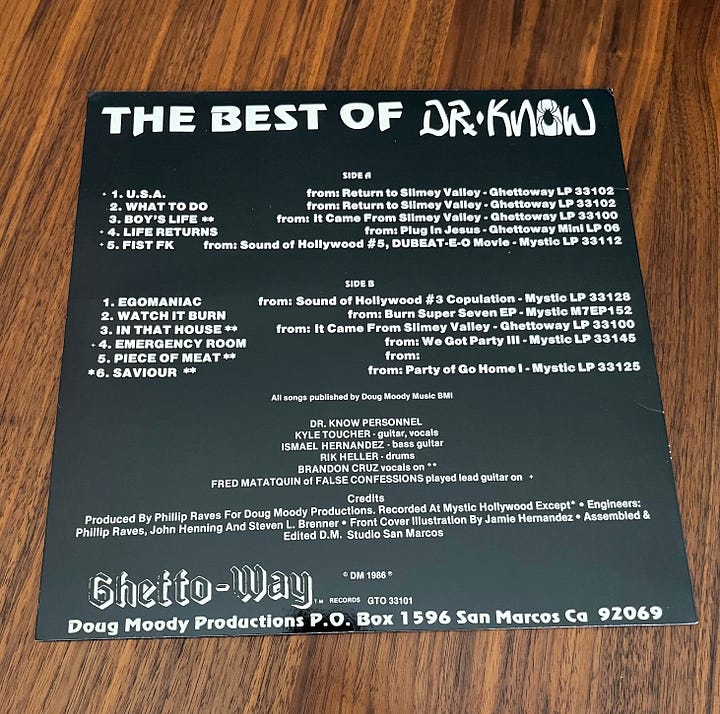 THE BEST OF DR. KNOW
SIDE A
+ 1. U.S.A. from: Return to Slimey Valley - Ghettoway LP 33102
2. WHAT TO DO from: Return to Slimey Valley - Ghettoway LP 33102
3. BOY'S LIFE ** from: It Came From Slimey Valley - Ghettoway LP 33100
+ 4. LIFE RETURNS from: Plug In Jesus - Ghettoway Mini LP 06
+ 5. FIST FK from: Sound of Hollywood #5, DUBEAT-E-O Movie - Mystic LP 33112
SIDE B
1. EGOMANIAC from: Sound of Hollywood #3 Copulation - Mystic LP 33128
2. WATCH IT BURN from: Burn Super Seven EP - Mystic M7EP152
3. IN THAT HOUSE ** from: It Came From Slimey Valley - Ghettoway LP 33100
+ 4. EMERGENCY ROOM from: We Got Party III - Mystic LP 33145
5. PIECE OF MEAT ** from:
*6. SAVIOUR ** from: Party of Go Home I - Mystic LP 33125
All songs published by Doug Moody Music BMI
DR. KNOW PERSONNEL
KYLE TOUCHER - guitar, vocals
ISMAEL HERNANDEZ - bass guitar
RIK HELLER - drums
BRANDON CRUZ vocals on **
FRED MATATQUIN of FALSE CONFESSIONS played lead guitar on +
Credits
Produced By Phillip Raves For Doug Moody Productions. Recorded At Mystic Hollywood Except* • Engineers:
Phillip Raves, John Henning And Steven L. Brenner • Front Cover Illustration By Jamie Hernandez • Assembled &
Edited D.M. Studio San Marcos
Ghetto-Way TM RECORDS GTO 33101
© DM 1986 ®
Doug Moody Productions P.O. Box 1596 San Marcos Ca 92069